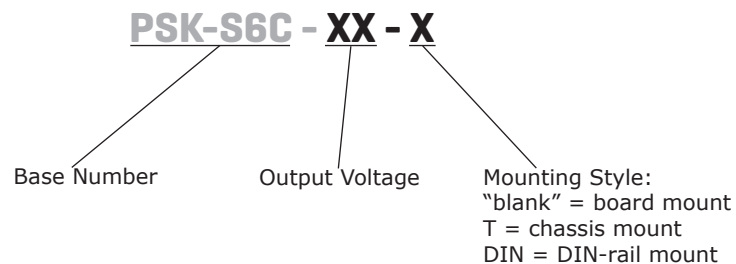 PSK-S6C - XX - X
Base Number
Output Voltage
Mounting Style:
“blank” = board mount
T = chassis mount
DIN = DIN-rail mount